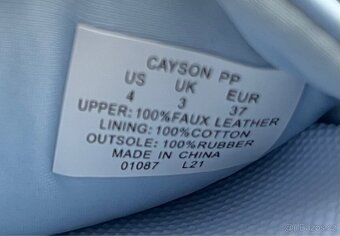 CAYSON PP
US UK EUR
4 3 37
UPPER: 100%FAUX LEATHER
LINING: 100%COTTON
OUTSOLE: 100%RUBBER
MADE IN CHINA
01087 L21